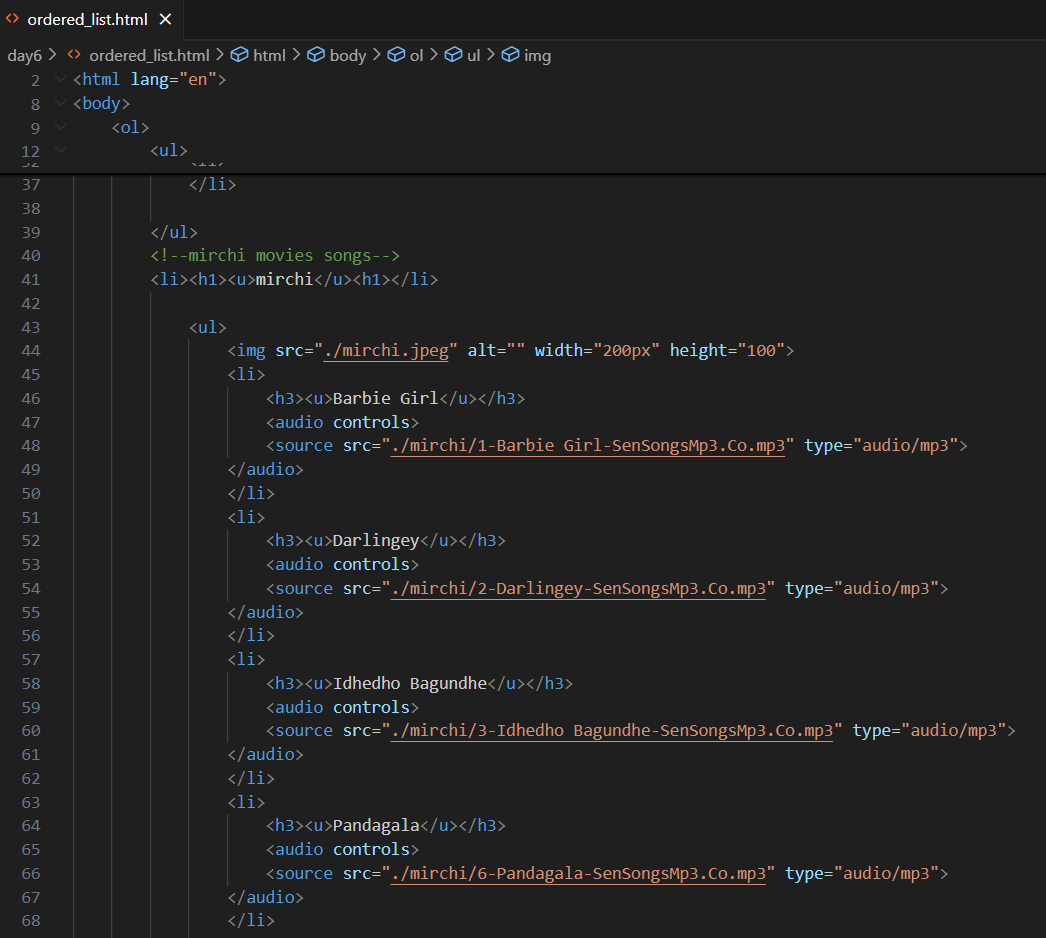 ordered_list.html
day6 > ordered_list.html > html > body > ol > ul > img
2 <html lang="en">
8 <body>
9 <ol>
12 <ul>
37 </li>
38
39 </ul>
40 <!--mirchi movies songs-->
41 <li><h1><u>mirchi</u><h1></li>
42
43 <ul>
44 <img src="./mirchi.jpeg" alt="" width="200px" height="100">
45 <li>
46 <h3><u>Barbie Girl</u></h3>
47 <audio controls>
48 <source src="./mirchi/1-Barbie Girl-SenSongsMp3.Co.mp3" type="audio/mp3">
49 </audio>
50 </li>
51 <li>
52 <h3><u>Darlingey</u></h3>
53 <audio controls>
54 <source src="./mirchi/2-Darlingey-SenSongsMp3.Co.mp3" type="audio/mp3">
55 </audio>
56 </li>
57 <li>
58 <h3><u>Idhedho Bagundhe</u></h3>
59 <audio controls>
60 <source src="./mirchi/3-Idhedho Bagundhe-SenSongsMp3.Co.mp3" type="audio/mp3">
61 </audio>
62 </li>
63 <li>
64 <h3><u>Pandagala</u></h3>
65 <audio controls>
66 <source src="./mirchi/6-Pandagala-SenSongsMp3.Co.mp3" type="audio/mp3">
67 </audio>
68 </li>